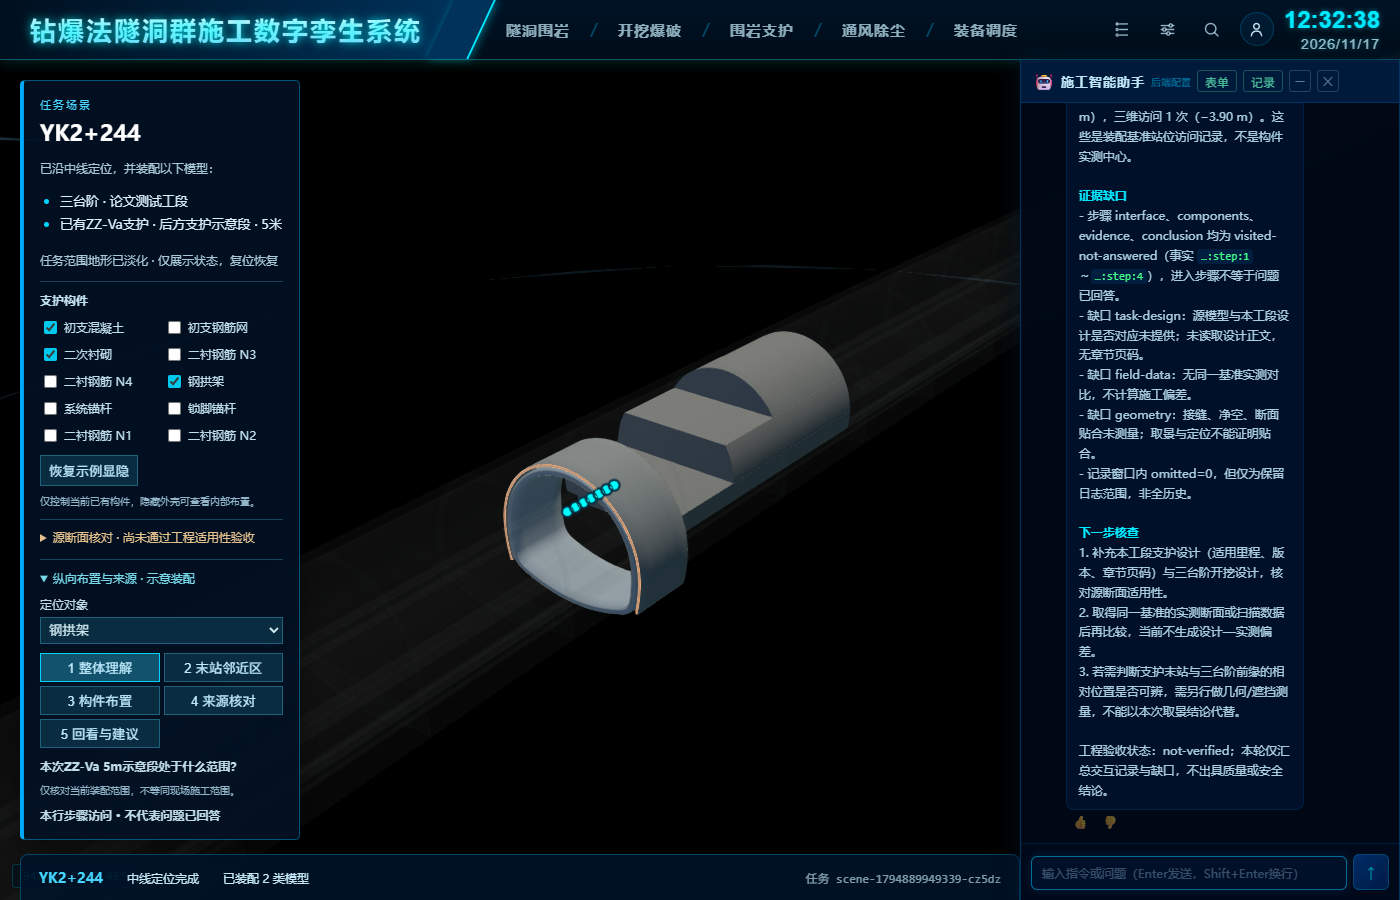 钻爆法隧洞群施工数字孪生系统
隧洞围岩 / 开挖爆破 / 围岩支护 / 通风除尘 / 装备调度
12:32:38
2026/11/17
任务场景
YK2+244
已沿中线定位，并装配以下模型：
三台阶 · 论文测试工段
已有ZZ-Va支护 · 后方支护示意段 · 5米
任务范围地形已淡化 · 仅展示状态，复位恢复
支护构件
初支混凝土 初支钢筋网
二次衬砌 二衬钢筋 N3
二衬钢筋 N4 钢拱架
系统锚杆 锁脚锚杆
二衬钢筋 N1 二衬钢筋 N2
恢复示例显隐
仅控制当前已有构件，隐藏外壳可查看内部布置。
源断面核对 · 尚未通过工程适用性验收
纵向布置与来源 · 示意装配
定位对象
钢拱架
1 整体理解 2 末站邻近区
3 构件布置 4 来源核对
5 回看与建议
本次ZZ-Va 5m示意段处于什么范围?
仅核对当前装配范围，不等同现场施工范围。
本行步骤访问 • 不代表问题已回答
YK2+244 中线定位完成 已装配 2 类模型
任务 scene-1794889949339-cz5dz
施工智能助手 后端配置 表单 记录
m），三维访问 1 次（−3.90 m）。这
些是装配基准站位访问记录，不是构件
实测中心。
证据缺口
- 步骤 interface、components、
evidence、conclusion 均为 visited-
not-answered（事实 …:step:1
~ …:step:4 ），进入步骤不等于问题
已回答。
- 缺口 task-design：源模型与本工段设
计是否对应未提供；未读取设计正文，
无章节页码。
- 缺口 field-data：无同一基准实测对
比，不计算施工偏差。
- 缺口 geometry：接缝、净空、断面
贴合未测量；取景与定位不能证明贴
合。
- 记录窗口内 omitted=0，但仅为保留
日志范围，非全历史。
下一步核查
1. 补充本工段支护设计（适用里程、版
本、章节页码）与三台阶开挖设计，核
对源断面适用性。
2. 取得同一基准的实测断面或扫描数据
后再比较，当前不生成设计—实测偏
差。
3. 若需判断支护末站与三台阶前缘的相
对位置是否可辨，需另行做几何/遮挡测
量，不能以本次取景结论代替。
工程验收状态：not-verified；本轮仅汇
总交互记录与缺口，不出具质量或安全
结论。
输入指令或问题（Enter发送，Shift+Enter换行）